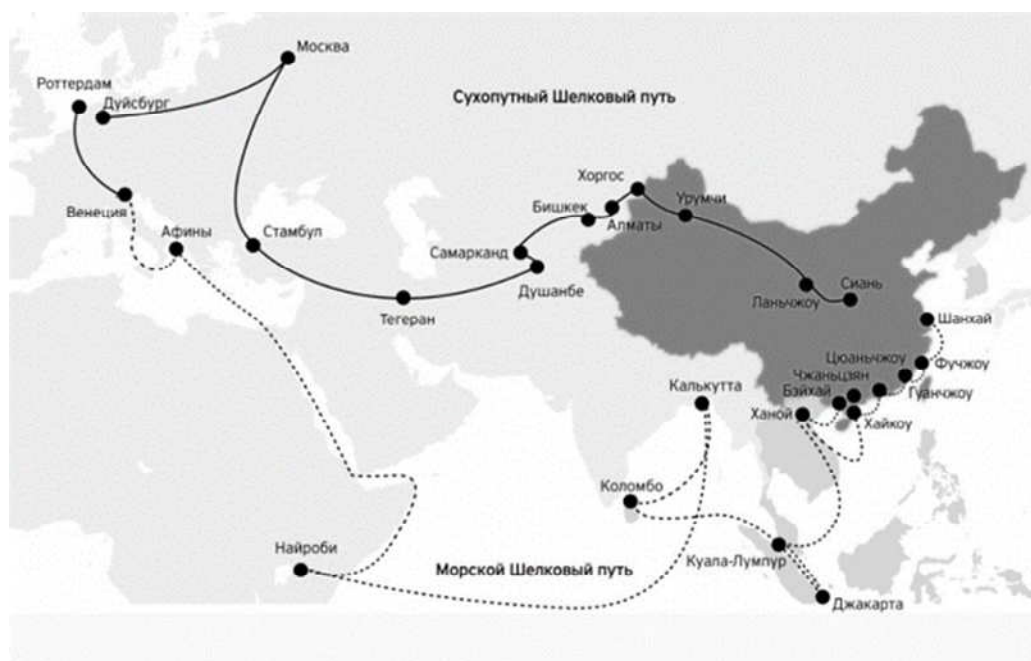 Москва
Роттердам
Дуйсбург
Сухопутный Шелковый путь
Хоргос
Венеция
Бишкек
Урумчи
Алматы
Афины
Стамбул
Самарканд
Душанбе
Сиань
Ланьчжоу
Тегеран
Шанхай
Цюаньчжоу
Фучжоу
Чжаньцзян
Калькутта
Бэйхай
Гуанчжоу
Ханой
Хайкоу
Коломбо
Найроби
Куала-Лумпур
Морской Шелковый путь
Джакарта